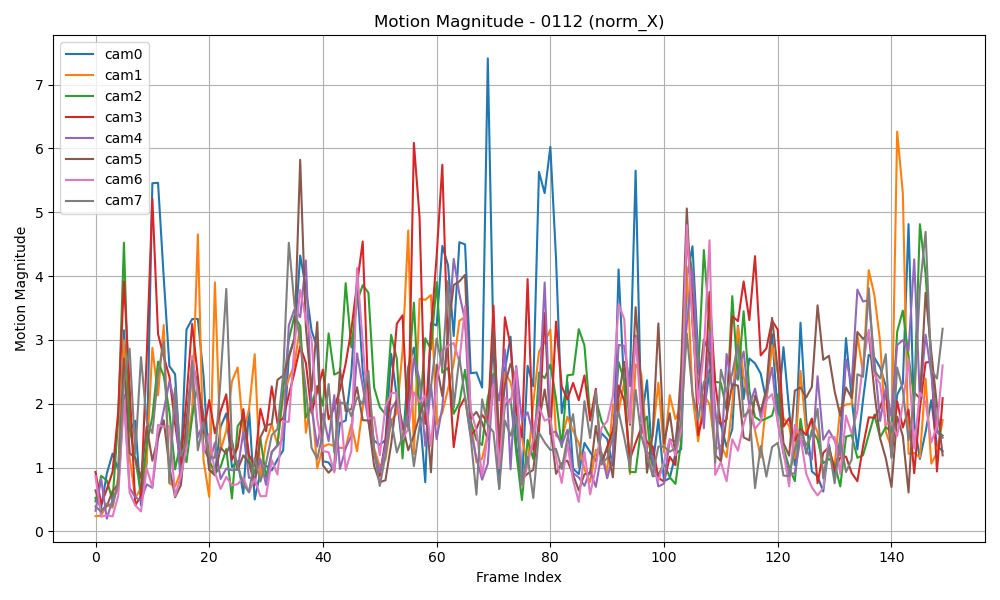 Motion Magnitude - 0112 (norm_X)
cam0
cam1
cam2
cam3
cam4
cam5
cam6
cam7
Motion Magnitude
7
6
5
4
3
2
1
0
0 20 40 60 80 100 120 140
Frame Index